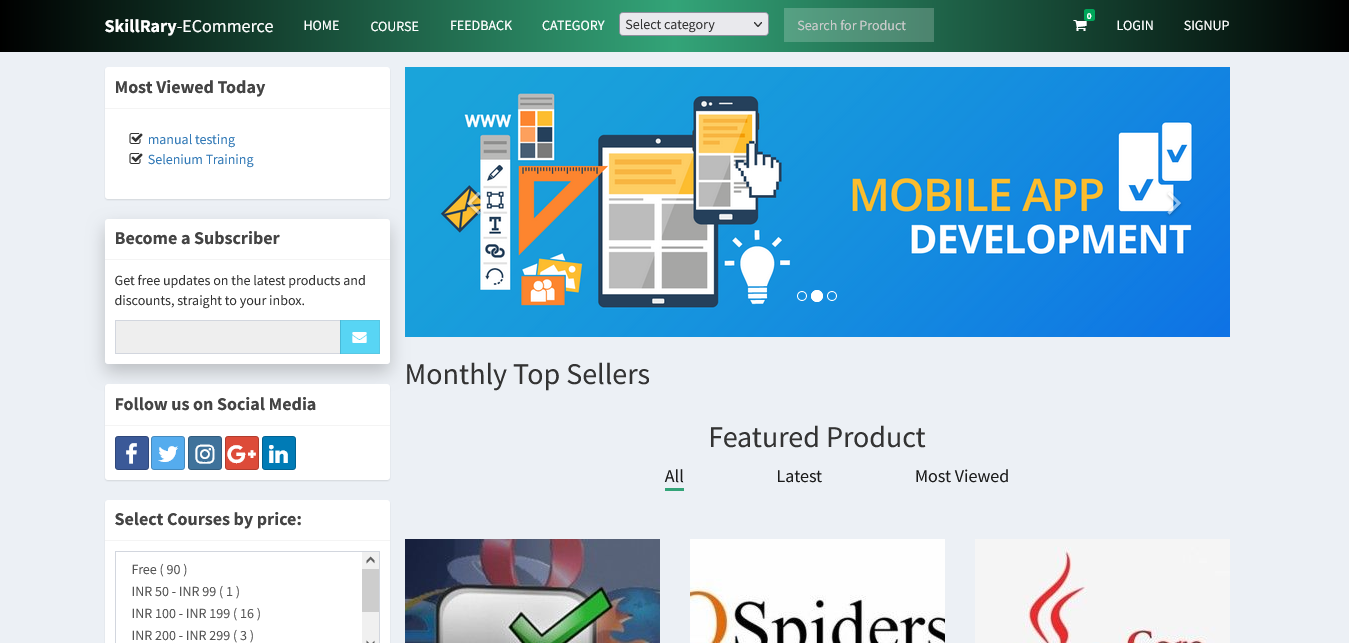 SkillRary-ECommerce HOME COURSE FEEDBACK CATEGORY Select category Search for Product 0 LOGIN SIGNUP
Most Viewed Today
manual testing
Selenium Training
Become a Subscriber
Get free updates on the latest products and
discounts, straight to your inbox.
Follow us on Social Media
Select Courses by price:
Free ( 90 )
INR 50 - INR 99 ( 1 )
INR 100 - INR 199 ( 16 )
INR 200 - INR 299 ( 3 )
WWW
T
MOBILE APP
DEVELOPMENT
Monthly Top Sellers
Featured Product
All Latest Most Viewed
QSpiders
Core